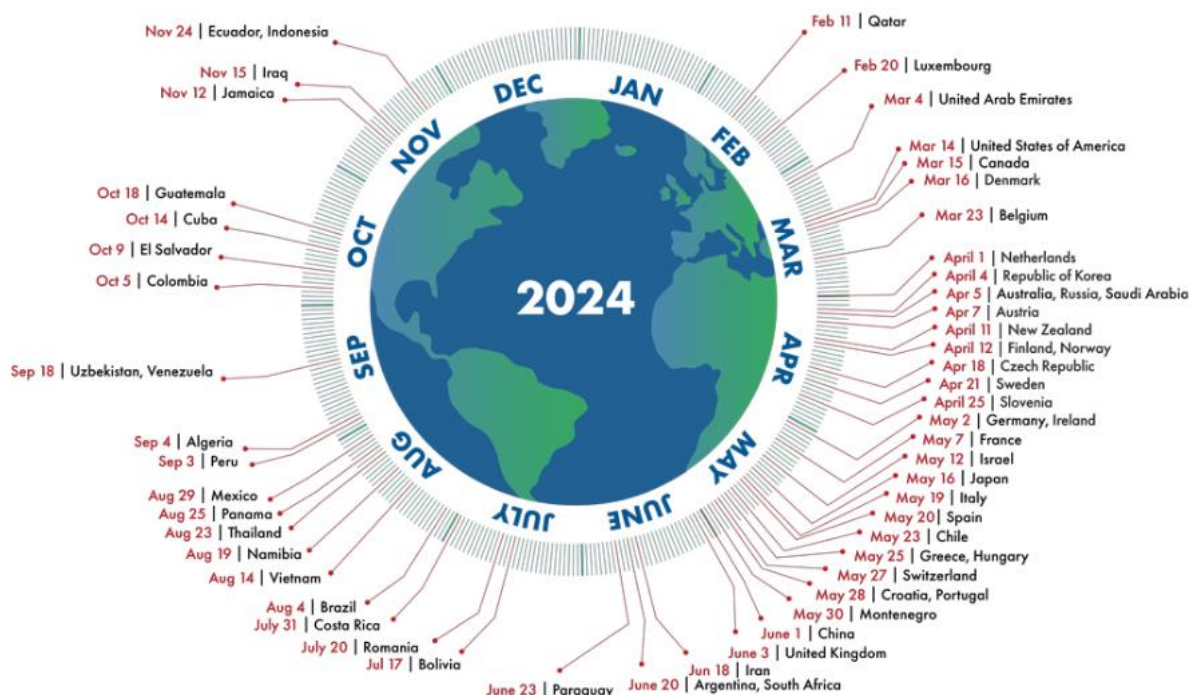 Feb 11 | Qatar
Feb 20 | Luxembourg
Mar 4 | United Arab Emirates
Mar 14 | United States of America
Mar 15 | Canada
Mar 16 | Denmark
Mar 23 | Belgium
April 1 | Netherlands
April 4 | Republic of Korea
Apr 5 | Australia, Russia, Saudi Arabia
Apr 7 | Austria
April 11 | New Zealand
April 12 | Finland, Norway
Apr 18 | Czech Republic
Apr 21 | Sweden
April 25 | Slovenia
May 2 | Germany, Ireland
May 7 | France
May 12 | Israel
May 16 | Japan
May 19 | Italy
May 20 | Spain
May 23 | Chile
May 25 | Greece, Hungary
May 27 | Switzerland
May 28 | Croatia, Portugal
May 30 | Montenegro
June 1 | China
June 3 | United Kingdom
Jun 18 | Iran
June 20 | Argentina, South Africa
June 23 | Paraguay
Jul 17 | Bolivia
July 20 | Romania
July 31 | Costa Rica
Aug 4 | Brazil
Aug 14 | Vietnam
Aug 19 | Namibia
Aug 23 | Thailand
Aug 25 | Panama
Aug 29 | Mexico
Sep 3 | Peru
Sep 4 | Algeria
Sep 18 | Uzbekistan, Venezuela
Oct 5 | Colombia
Oct 9 | El Salvador
Oct 14 | Cuba
Oct 18 | Guatemala
Nov 12 | Jamaica
Nov 15 | Iraq
Nov 24 | Ecuador, Indonesia
JAN
FEB
MAR
APR
MAY
JUNE
JULY
AUG
SEP
OCT
NOV
DEC
2024